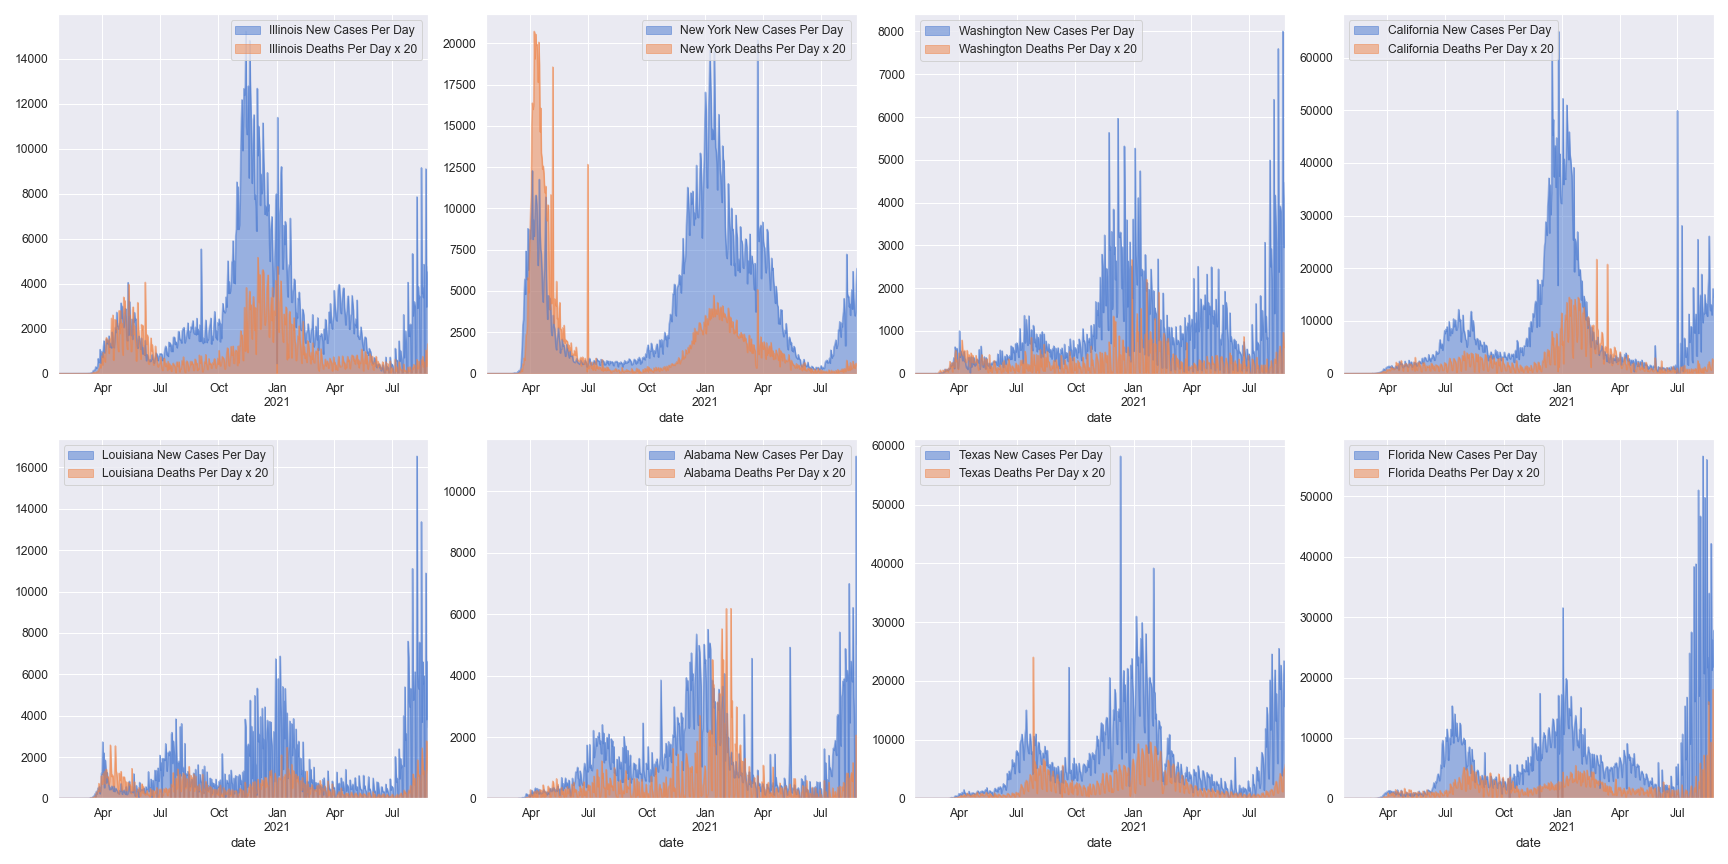 Illinois New Cases Per Day
Illinois Deaths Per Day x 20
14000
12000
10000
8000
6000
4000
2000
0
Apr Jul Oct Jan Apr Jul
2021
date
New York New Cases Per Day
New York Deaths Per Day x 20
20000
17500
15000
12500
10000
7500
5000
2500
0
Apr Jul Oct Jan Apr Jul
2021
date
Washington New Cases Per Day
Washington Deaths Per Day x 20
8000
7000
6000
5000
4000
3000
2000
1000
0
Apr Jul Oct Jan Apr Jul
2021
date
California New Cases Per Day
California Deaths Per Day x 20
60000
50000
40000
30000
20000
10000
0
Apr Jul Oct Jan Apr Jul
2021
date
Louisiana New Cases Per Day
Louisiana Deaths Per Day x 20
16000
14000
12000
10000
8000
6000
4000
2000
0
Apr Jul Oct Jan Apr Jul
2021
date
Alabama New Cases Per Day
Alabama Deaths Per Day x 20
10000
8000
6000
4000
2000
0
Apr Jul Oct Jan Apr Jul
2021
date
Texas New Cases Per Day
Texas Deaths Per Day x 20
60000
50000
40000
30000
20000
10000
0
Apr Jul Oct Jan Apr Jul
2021
date
Florida New Cases Per Day
Florida Deaths Per Day x 20
50000
40000
30000
20000
10000
0
Apr Jul Oct Jan Apr Jul
2021
date